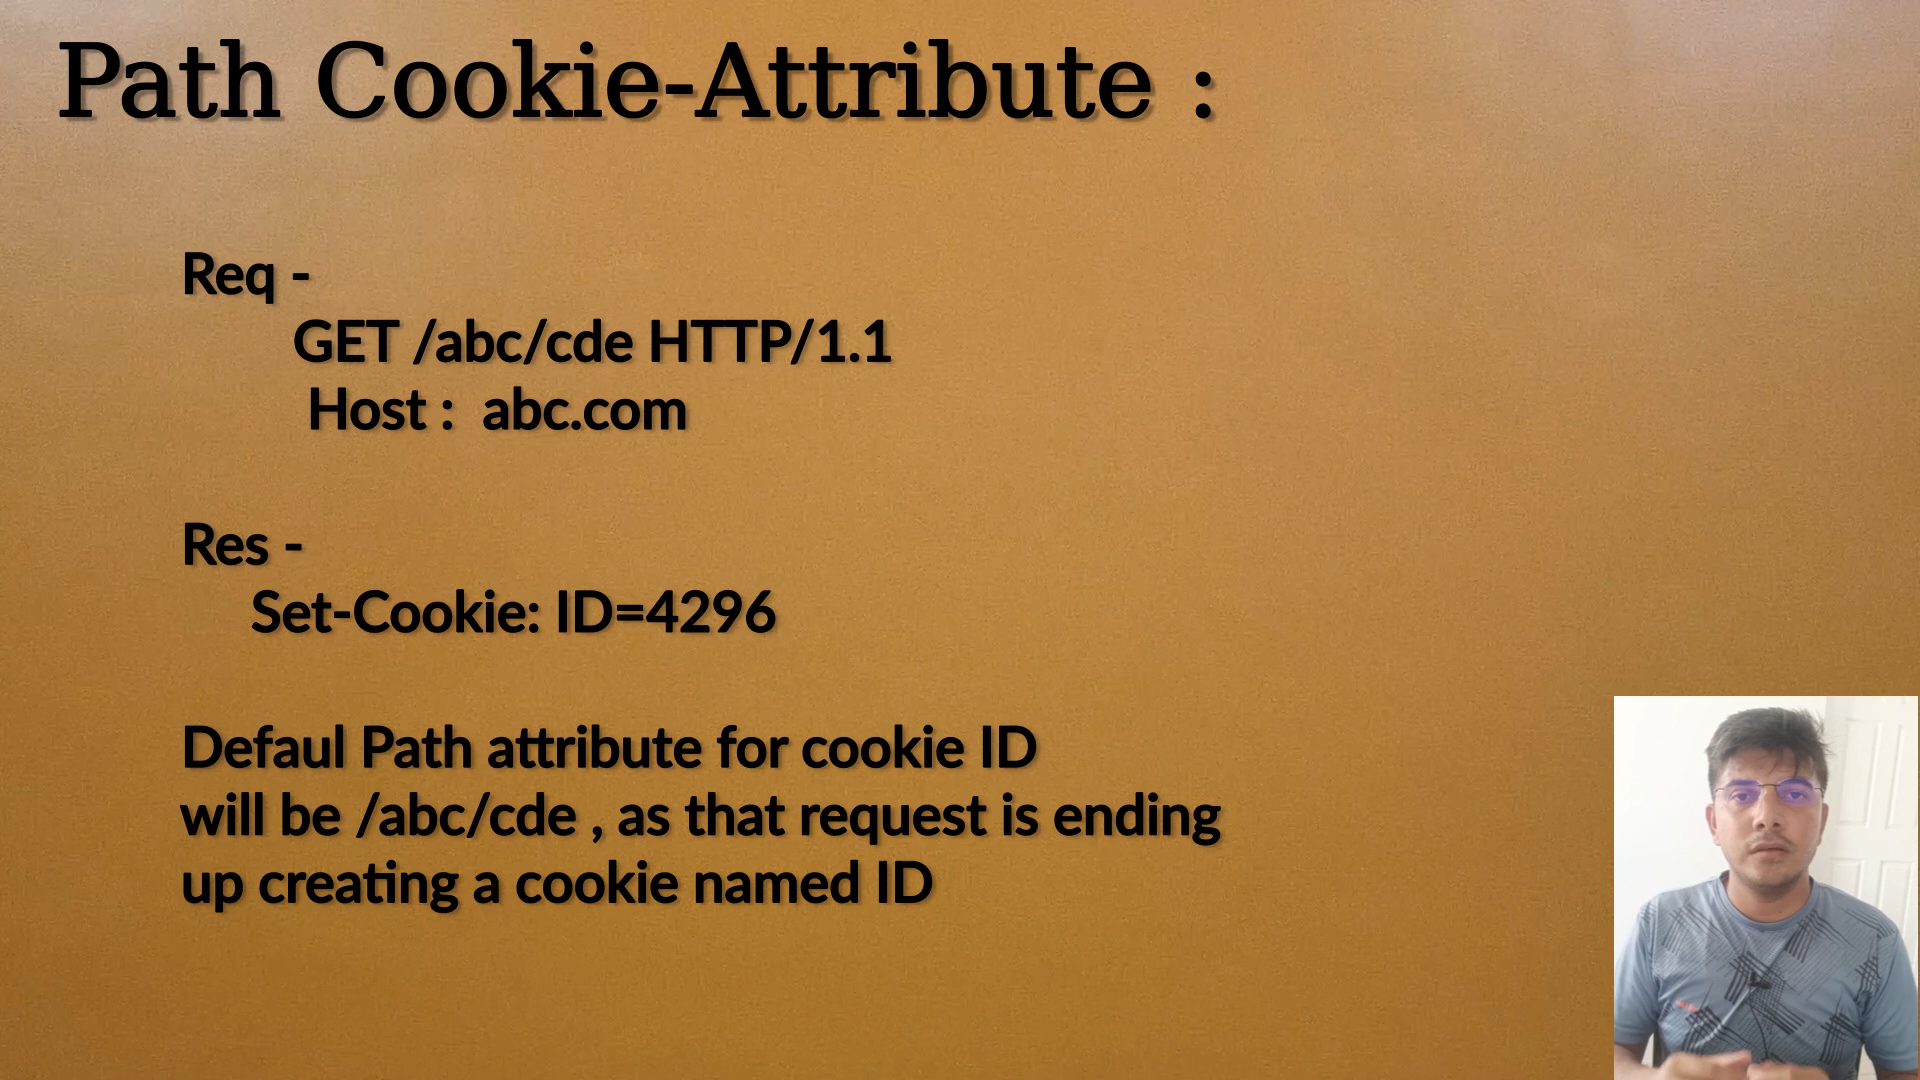 Path Cookie-Attribute :
Req -
GET /abc/cde HTTP/1.1
Host : abc.com
Res -
Set-Cookie: ID=4296
Defaul Path attribute for cookie ID
will be /abc/cde , as that request is ending
up creating a cookie named ID